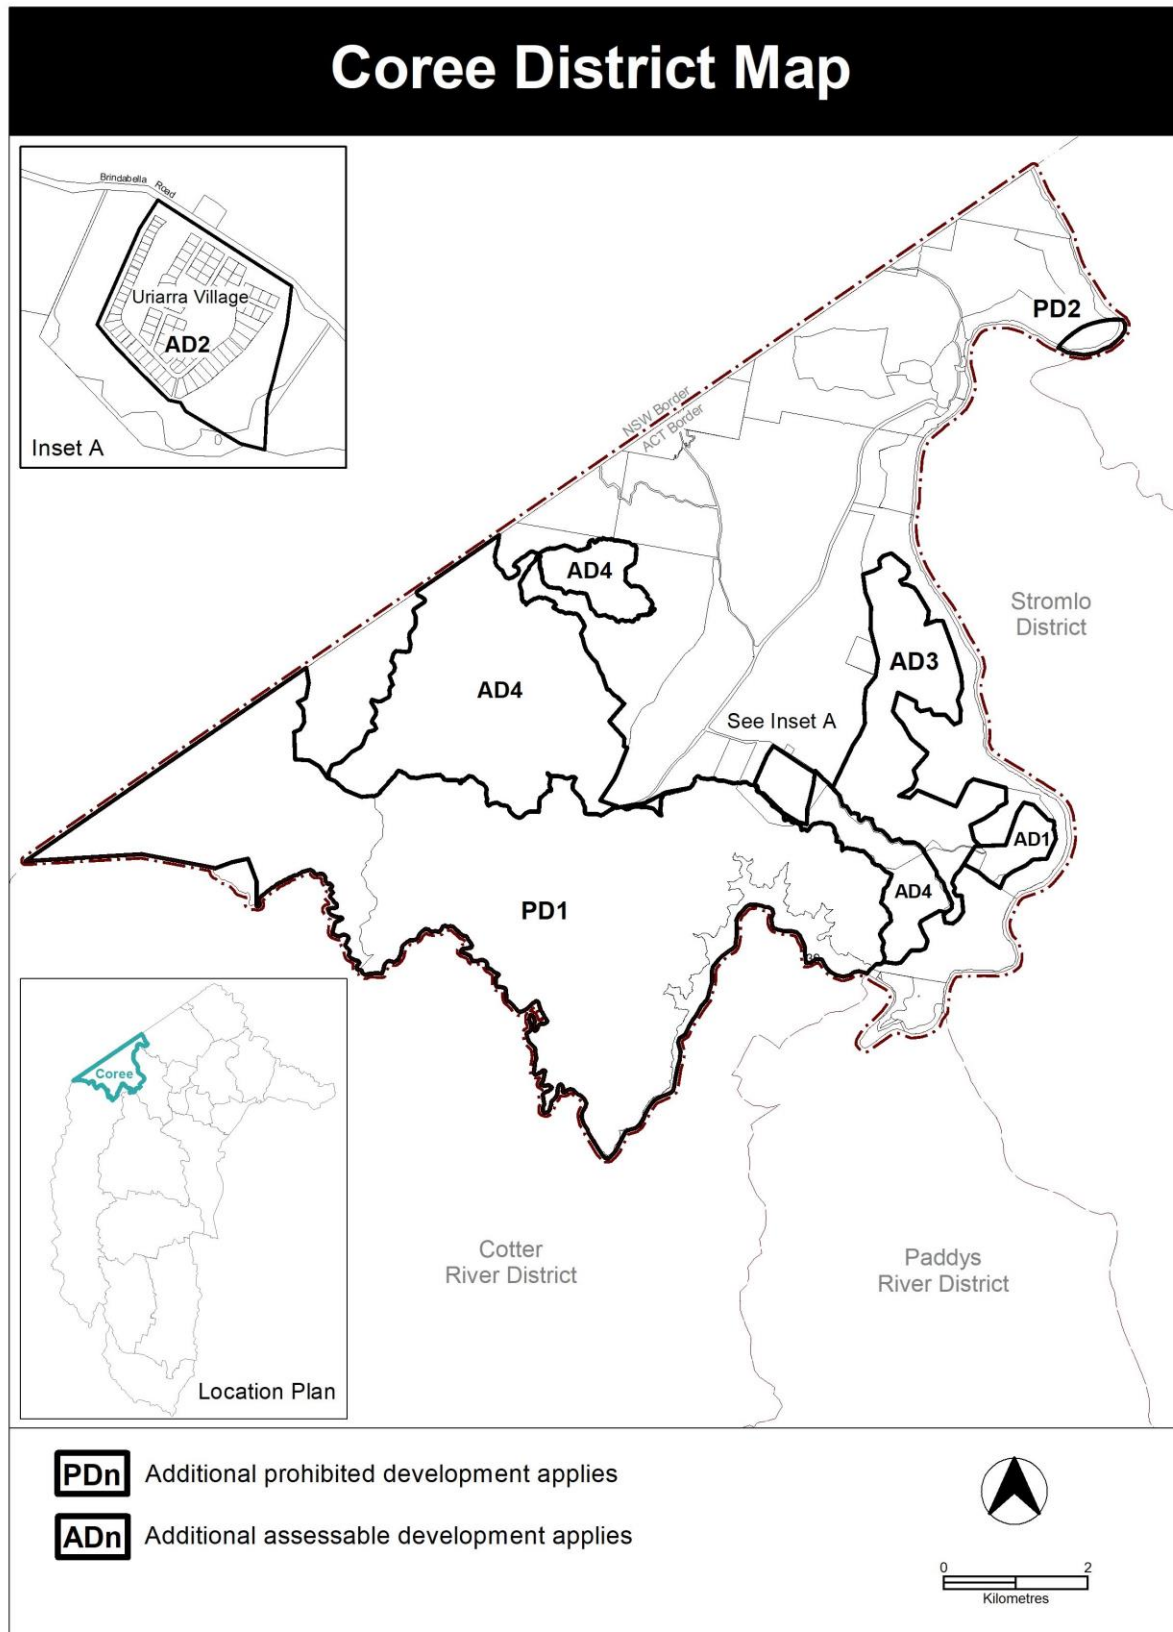 Coree District Map
Brindabella Road
Uriarra Village
AD2
Inset A
PD2
NSW Border
ACT Border
AD4
Stromlo
District
AD3
AD4
See Inset A
AD1
AD4
PD1
Coree
Location Plan
Cotter
River District
Paddys
River District
PDn Additional prohibited development applies
ADn Additional assessable development applies
0 2
Kilometres